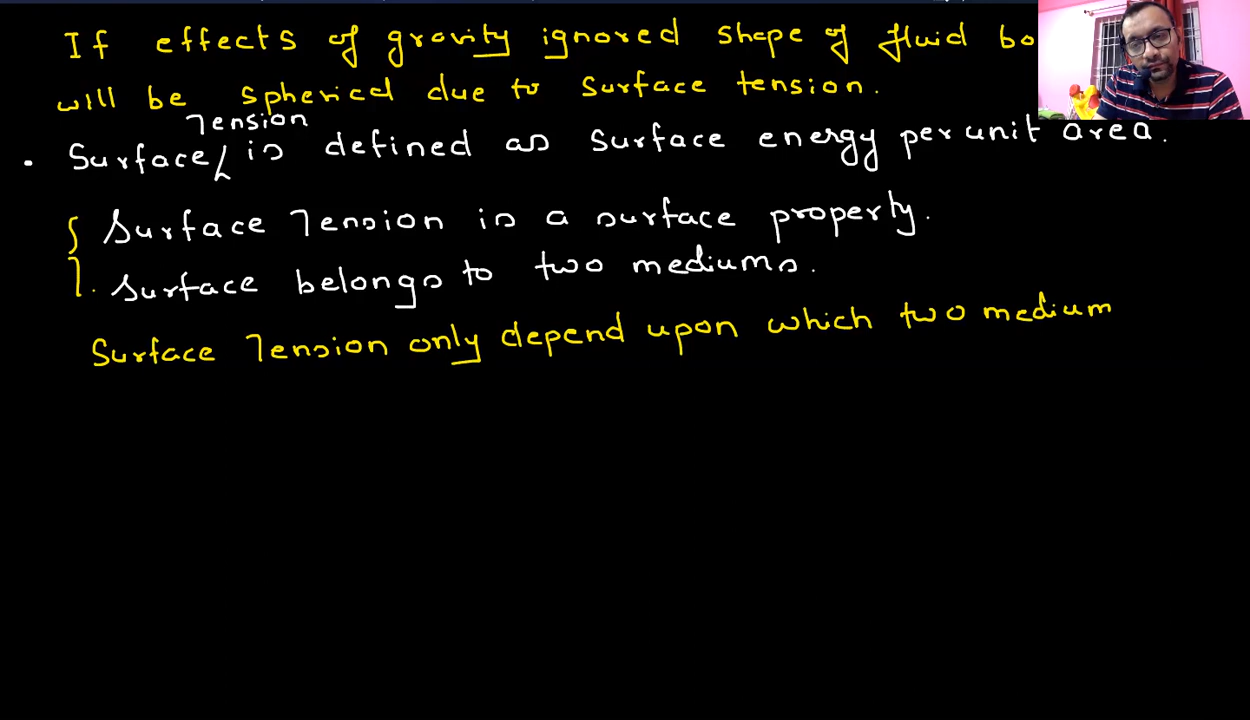 If effects of gravity ignored shape of fluid bo
will be spherical due to surface tension.
Tension
• Surface is defined as surface energy per unit area.
Surface Tension is a surface property.
Surface belongs to two mediums.
Surface Tension only depend upon which two medium